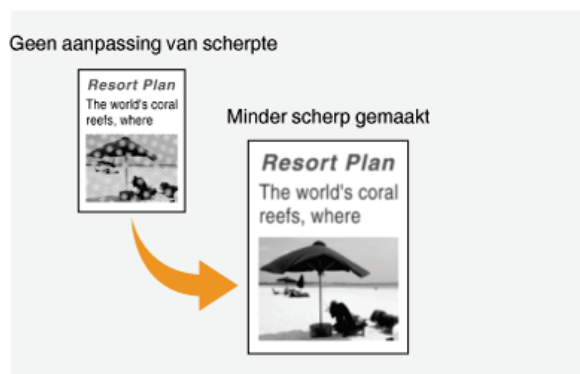 Geen aanpassing van scherpte
Resort Plan
The world's coral
reefs, where
Minder scherp gemaakt
Resort Plan
The world's coral
reefs, where